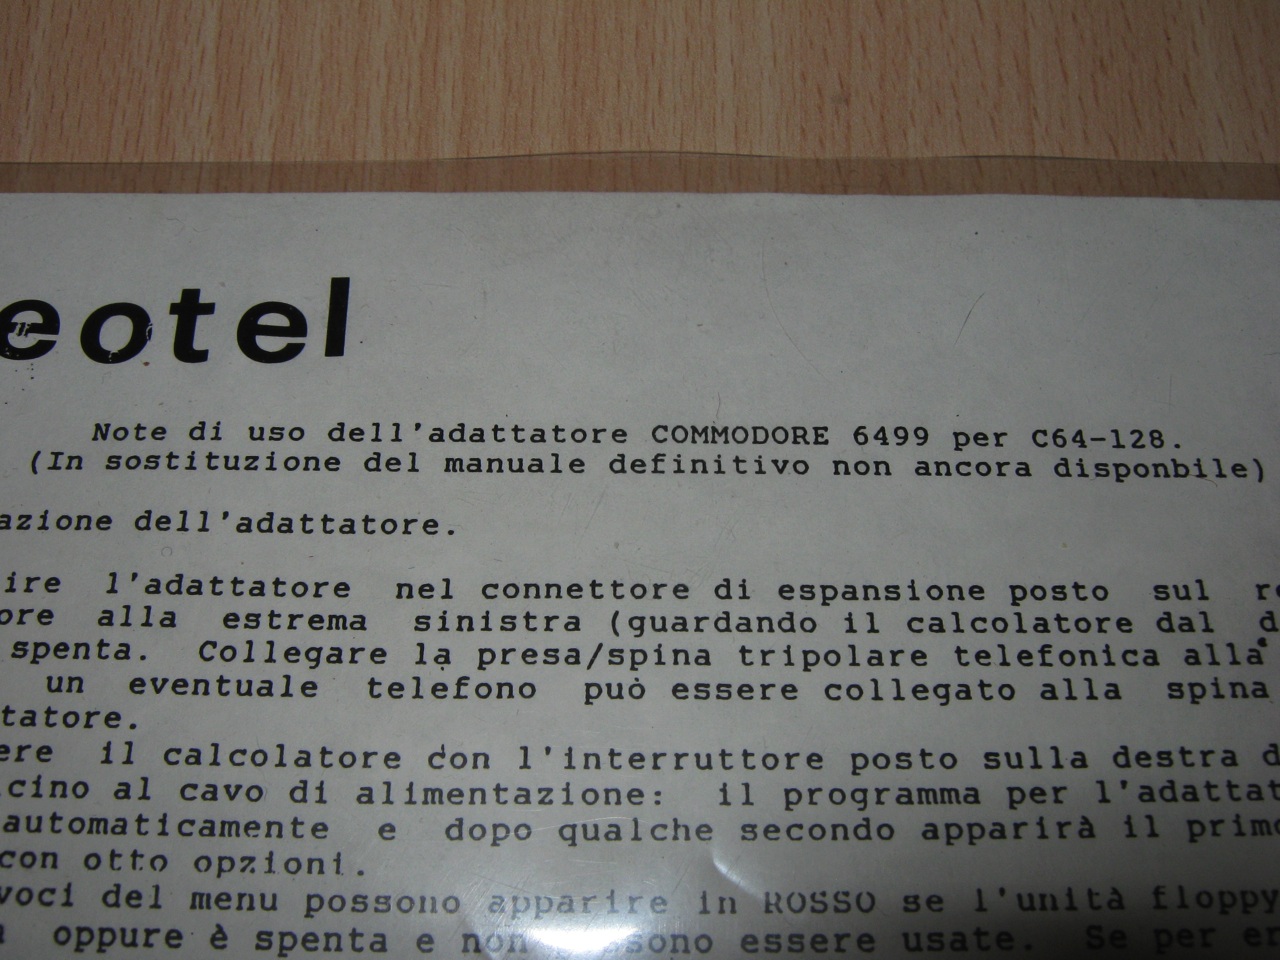 eotel
Note di uso dell'adattatore COMMODORE 6499 per C64-128.
(In sostituzione del manuale definitivo non ancora disponbile)
azione dell'adattatore.
ire l'adattatore nel connettore di espansione posto sul re
ore alla estrema sinistra (guardando il calcolatore dal d
spenta. Collegare la presa/spina tripolare telefonica alla
un eventuale telefono può essere collegato alla spina
tatore.
ere il calcolatore con l'interruttore posto sulla destra d
cino al cavo di alimentazione: il programma per l'adattat
automaticamente e dopo qualche secondo apparirà il primo
con otto opzioni.
voci del menu possono apparire in ROSSO se l'unità floppy
oppure è spenta e non possono essere usate. Se per er